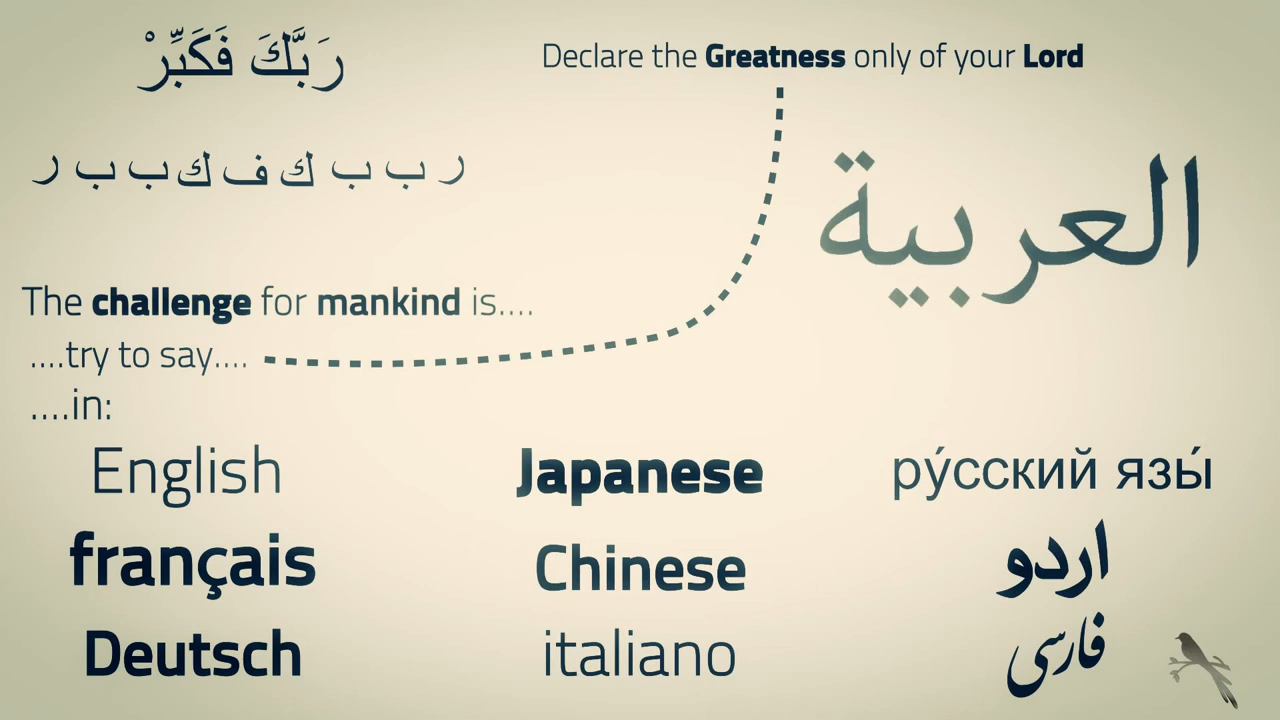 رَبَّكَ فَكَبِّرْ
Declare the Greatness only of your Lord
ر ب ب ك ف ك ب ب ر
العربية
The challenge for mankind is....
....try to say....
....in:
English
Japanese
ру́сский язы́
français
Chinese
اردو
Deutsch
italiano
فارسی